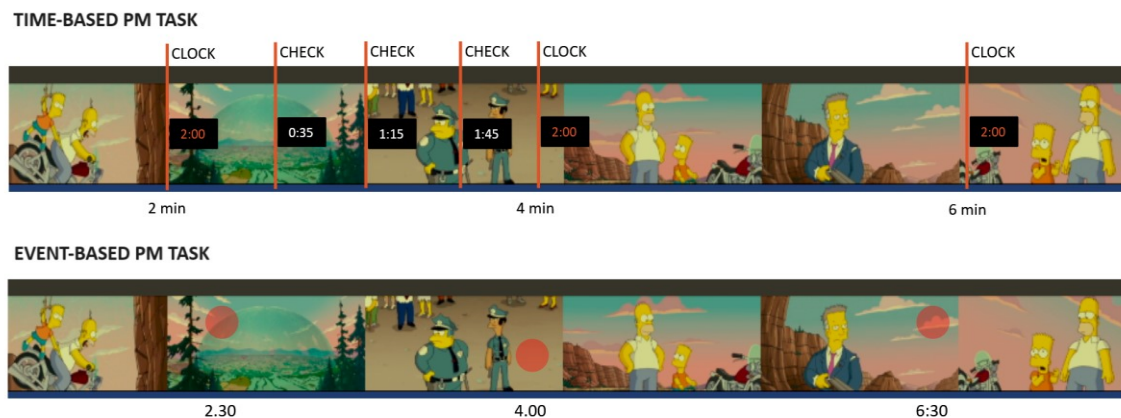 TIME-BASED PM TASK
CLOCK CHECK CHECK CHECK CLOCK CLOCK
2:00 0:35 1:15 1:45 2:00 2:00
2 min 4 min 6 min
EVENT-BASED PM TASK
2.30 4.00 6:30